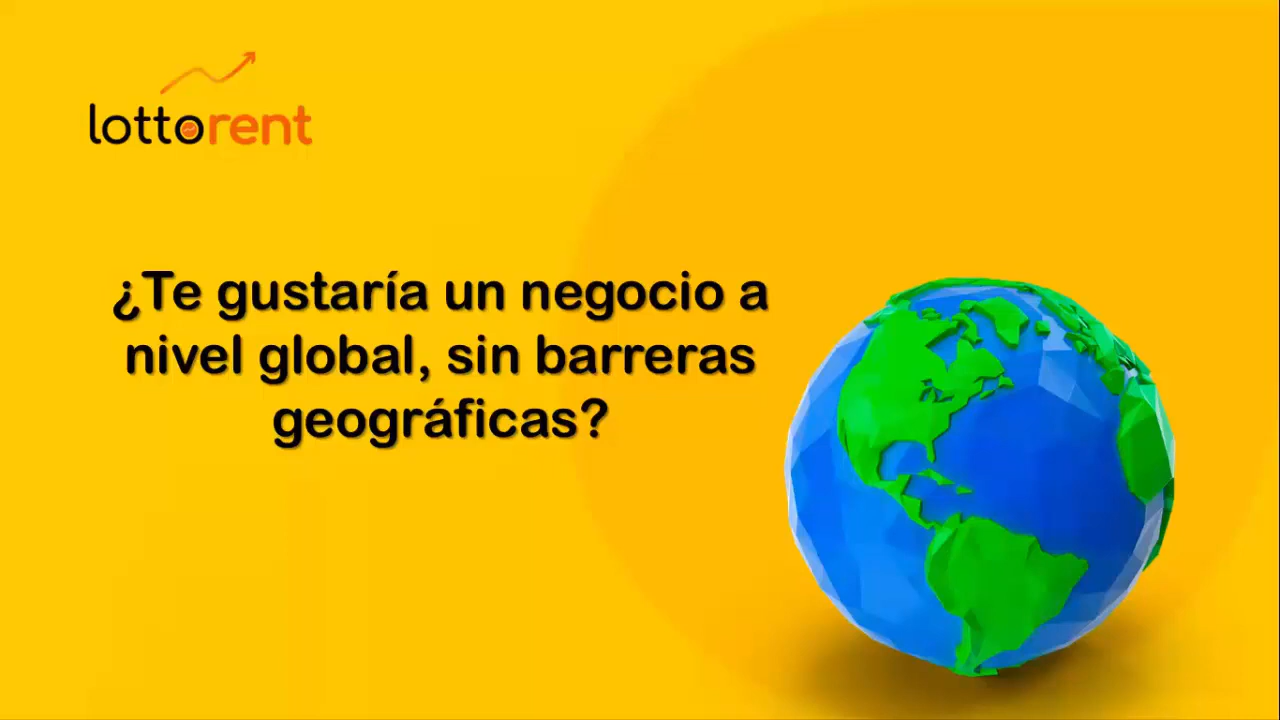 lottorent
¿Te gustaría un negocio a
nivel global, sin barreras
geográficas?